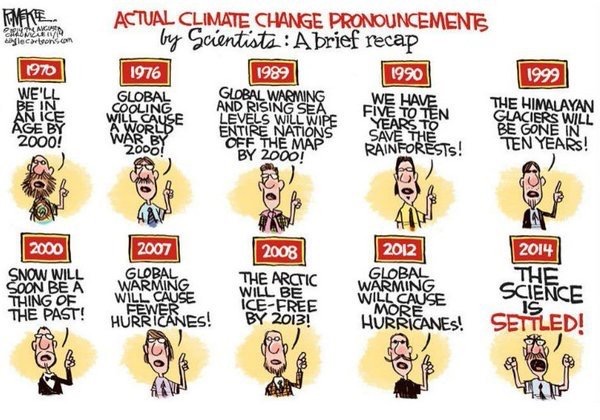 RMCKEE
ACTUAL CLIMATE CHANGE PRONOUNCEMENTS
by Scientists: A brief recap
1970
WE'LL
BE IN
AN ICE
AGE BY
2000!
1976
GLOBAL
COOLING
WILL CAUSE
A WORLD
WAR BY
2000!
1989
GLOBAL WARMING
AND RISING SEA
LEVELS WILL WIPE
ENTIRE NATIONS
OFF THE MAP
BY 2000!
1990
WE HAVE
FIVE TO TEN
YEARS TO
SAVE THE
RAINFORESTS!
1999
THE HIMALAYAN
GLACIERS WILL
BE GONE IN
TEN YEARS!
2000
SNOW WILL
SOON BE A
THING OF
THE PAST!
2007
GLOBAL
WARMING
WILL CAUSE
FEWER
HURRICANES!
2008
THE ARCTIC
WILL BE
ICE-FREE
BY 2013!
2012
GLOBAL
WARMING
WILL CAUSE
MORE
HURRICANES!
2014
THE
SCIENCE
IS
SETTLED!